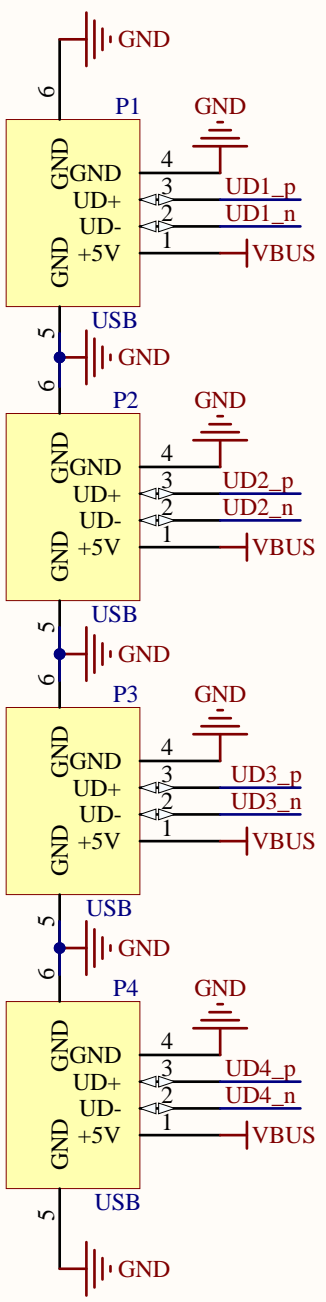 GND
6
P1
GND
GND
GND
4
UD+
3
UD1_p
UD-
2
UD1_n
GND
+5V
1
VBUS
5
USB
GND
6
P2
GND
GND
GND
4
UD+
3
UD2_p
UD-
2
UD2_n
GND
+5V
1
VBUS
5
USB
GND
6
P3
GND
GND
GND
4
UD+
3
UD3_p
UD-
2
UD3_n
GND
+5V
1
VBUS
5
USB
GND
6
P4
GND
GND
GND
4
UD+
3
UD4_p
UD-
2
UD4_n
GND
+5V
1
VBUS
5
USB
GND